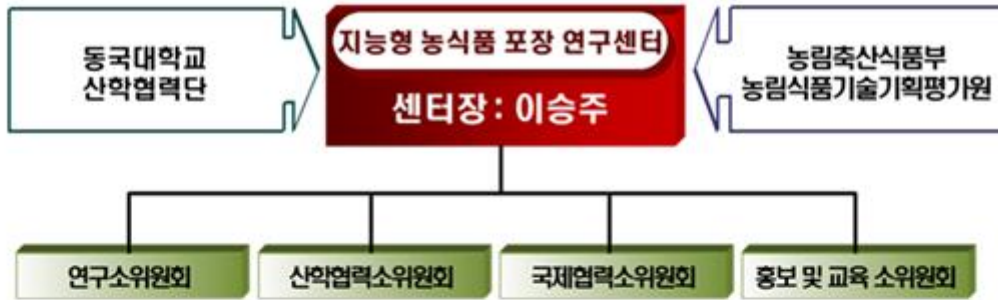 동국대학교
산학협력단
지능형 농식품 포장 연구센터
센터장 : 이승주
농림축산식품부
농림식품기술기획평가원
연구소위원회
산학협력소위원회
국제협력소위원회
홍보 및 교육 소위원회